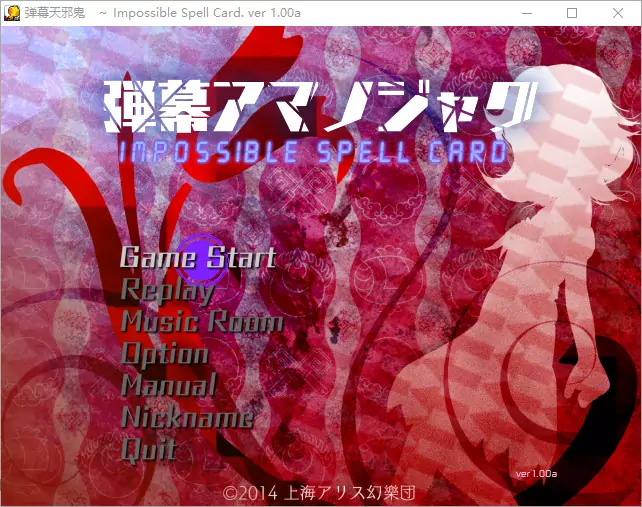 弾幕天邪鬼 ~ Impossible Spell Card. ver 1.00a
弾幕アマノジャク
IMPOSSIBLE SPELL CARD
Game Start
Replay
Music Room
Option
Manual
Nickname
Quit
ver1.00a
©2014 上海アリス幻樂団